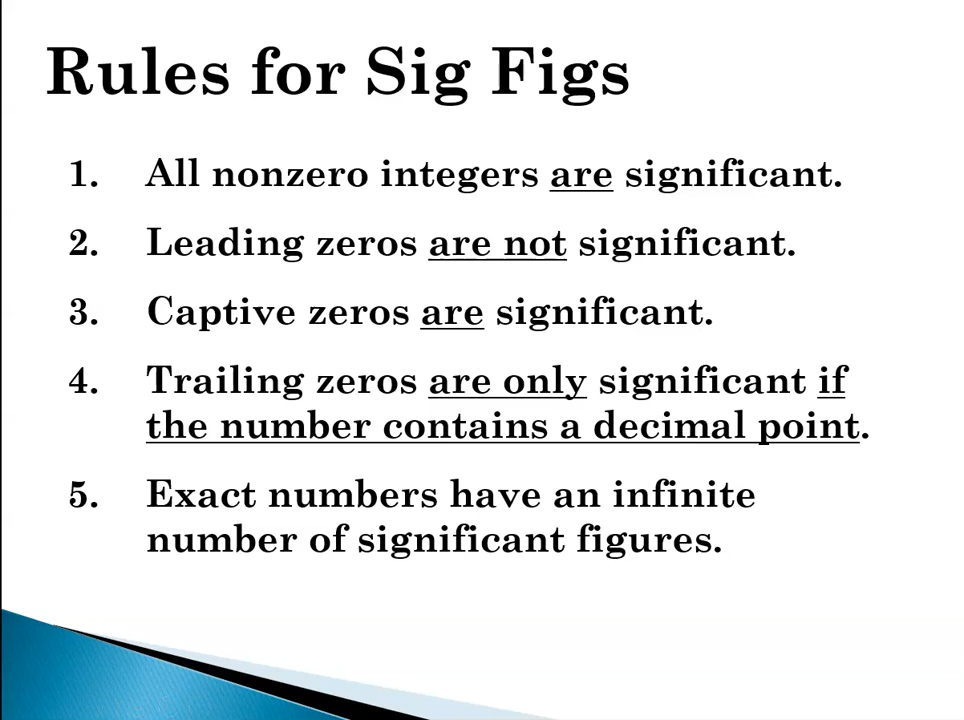 Rules for Sig Figs
1. All nonzero integers are significant.
2. Leading zeros are not significant.
3. Captive zeros are significant.
4. Trailing zeros are only significant if
the number contains a decimal point.
5. Exact numbers have an infinite
number of significant figures.